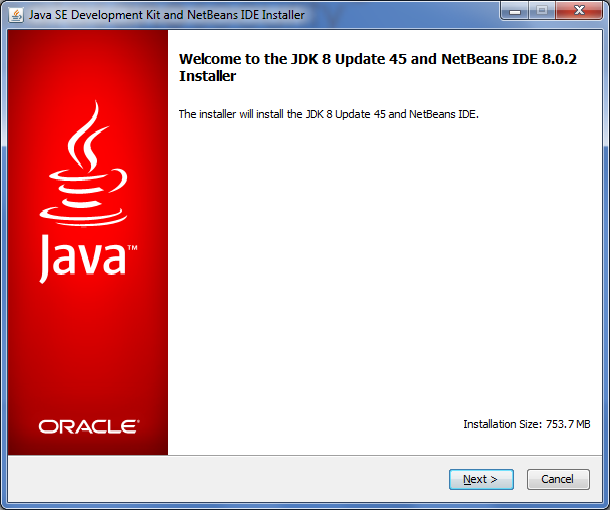 Java SE Development Kit and NetBeans IDE Installer
Welcome to the JDK 8 Update 45 and NetBeans IDE 8.0.2
Installer
The installer will install the JDK 8 Update 45 and NetBeans IDE.
Java™
ORACLE®
Installation Size: 753.7 MB
Next >
Cancel